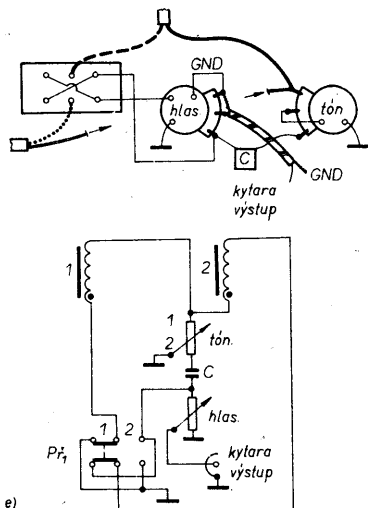 GND
hlas
tón
C
GND
kytara
výstup
1
2
1
2
tón.
C
hlas.
1
2
Př₁
kytara
výstup
e)